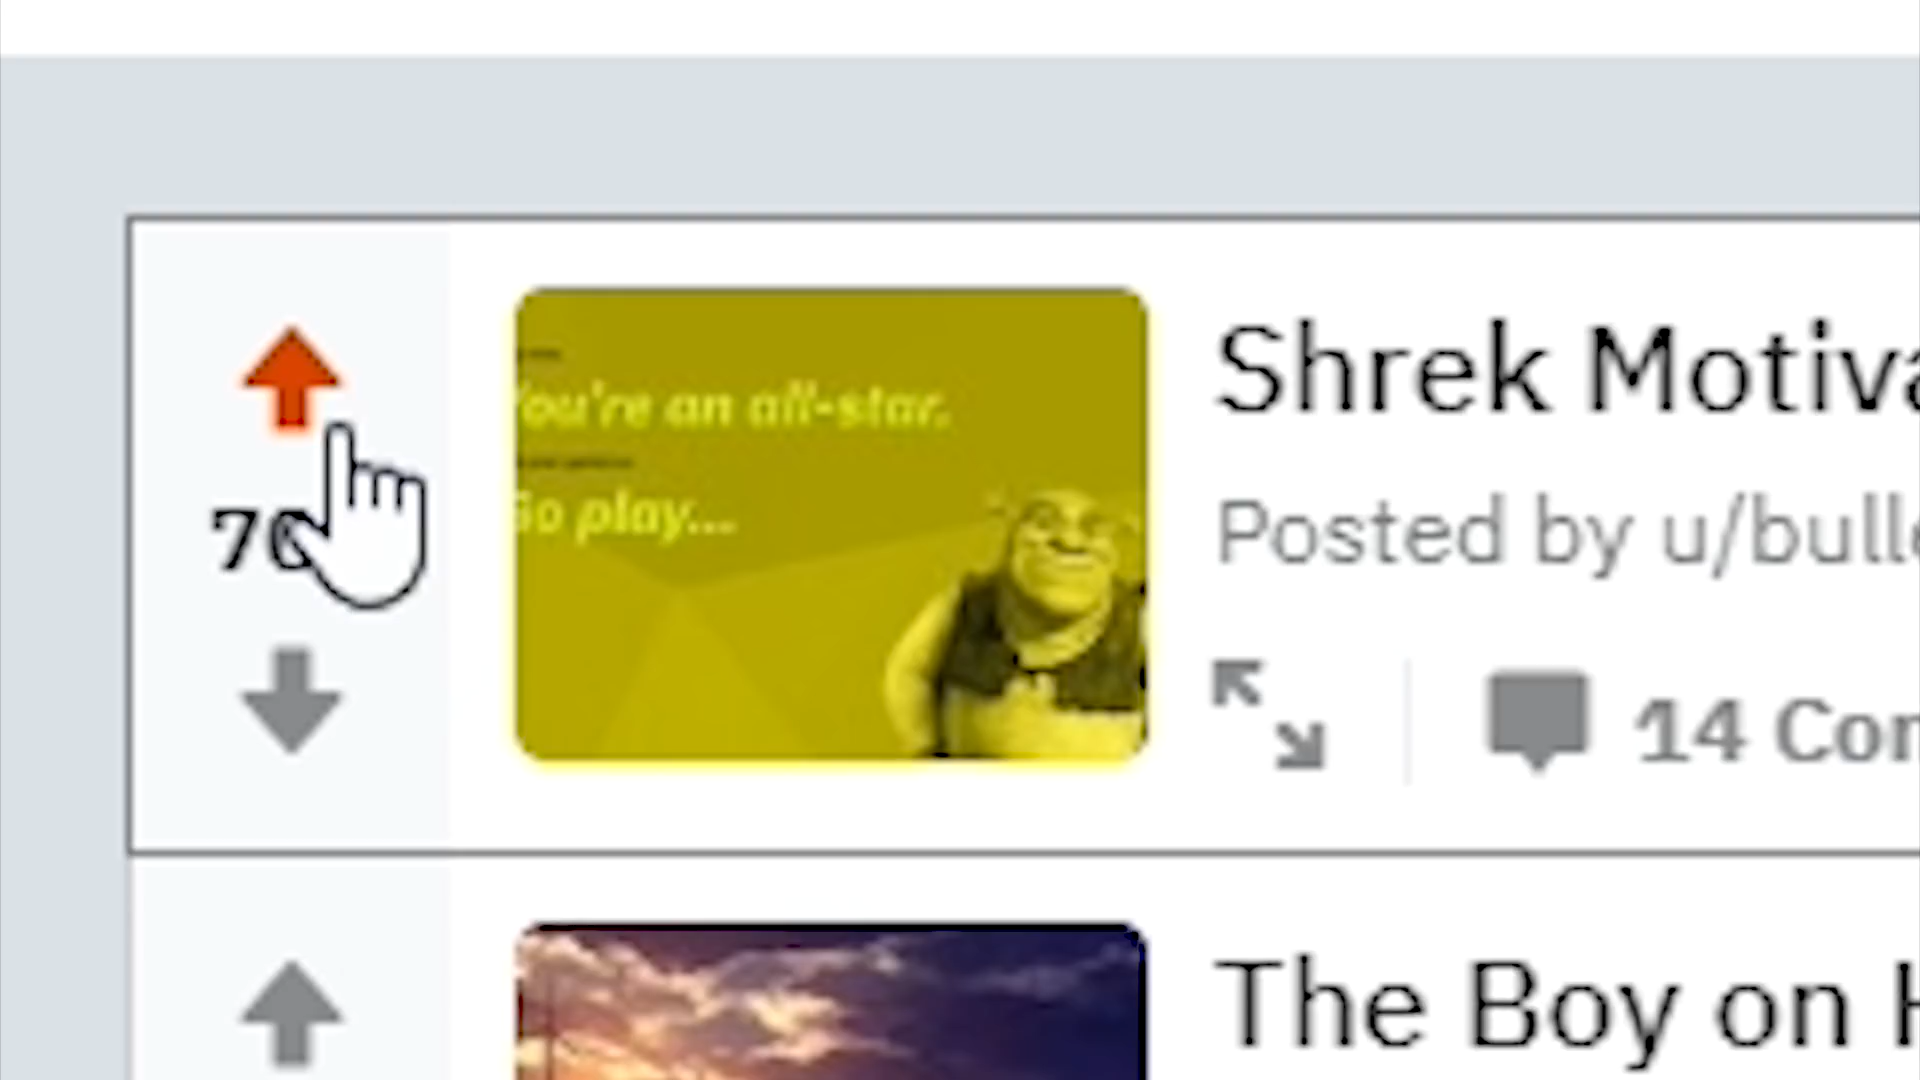 Shrek Motiva
You're an all-star.
Go play...
Posted by u/bull
14 Con
The Boy on H